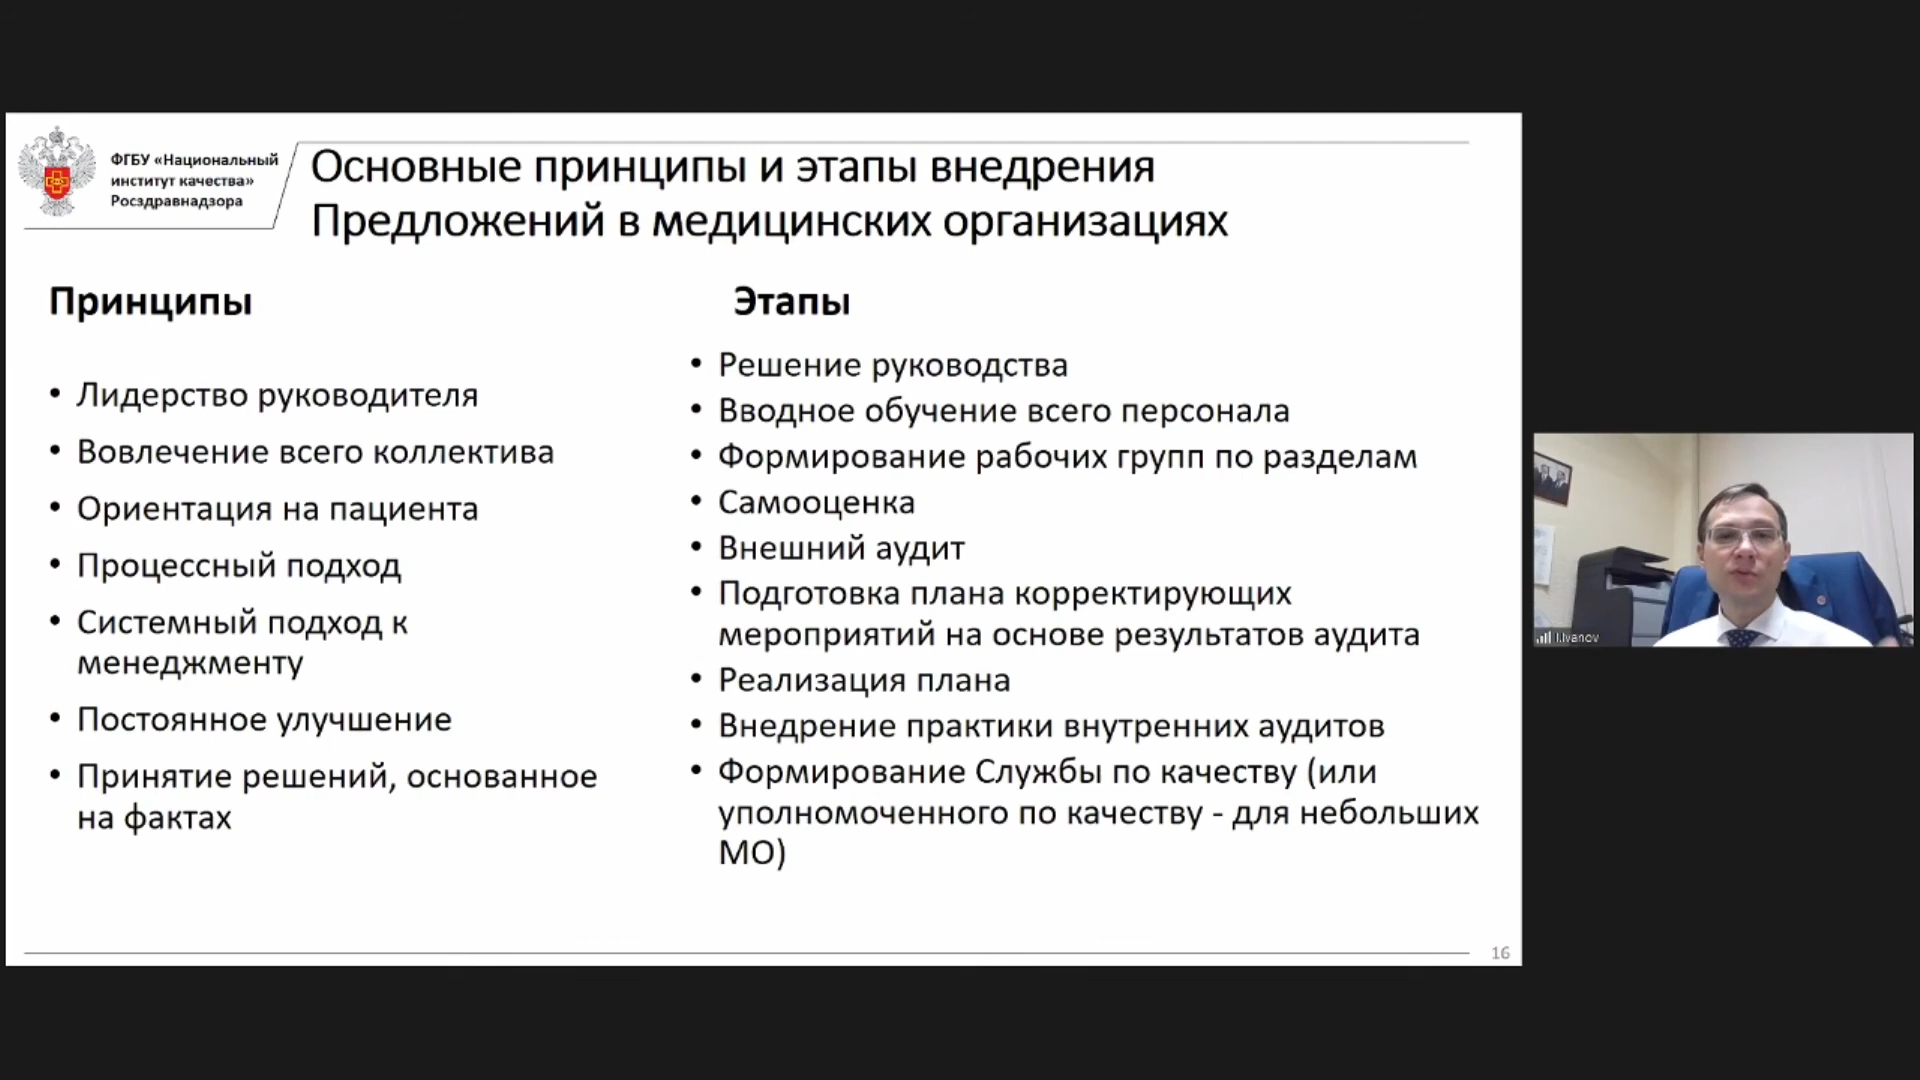 ФГБУ «Национальный
институт качества»
Росздравнадзора
Основные принципы и этапы внедрения
Предложений в медицинских организациях
Принципы
• Лидерство руководителя
• Вовлечение всего коллектива
• Ориентация на пациента
• Процессный подход
• Системный подход к
менеджменту
• Постоянное улучшение
• Принятие решений, основанное
на фактах
Этапы
• Решение руководства
• Вводное обучение всего персонала
• Формирование рабочих групп по разделам
• Самооценка
• Внешний аудит
• Подготовка плана корректирующих
мероприятий на основе результатов аудита
• Реализация плана
• Внедрение практики внутренних аудитов
• Формирование Службы по качеству (или
уполномоченного по качеству - для небольших
МО)
16
I.Ivanov